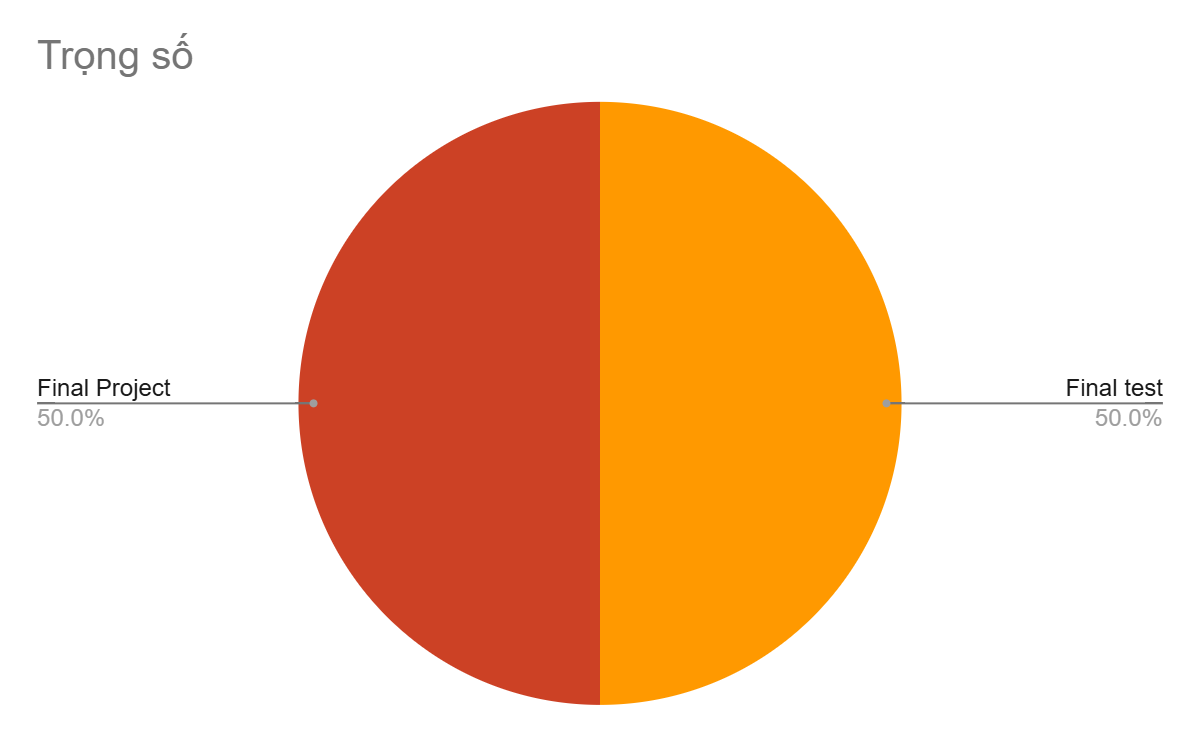 Trọng số
Final Project
50.0%
Final test
50.0%